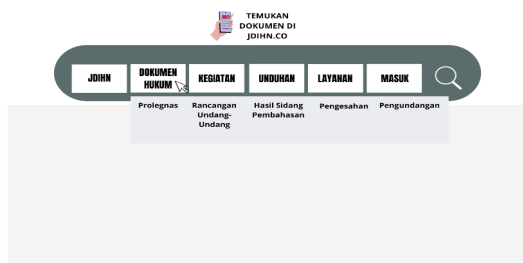 TEMUKAN
DOKUMEN DI
JDIHN.CO
JDIHN
DOKUMEN
HUKUM
KEGIATAN
UNDUHAN
LAYANAN
MASUK
Prolegnas
Rancangan
Undang-
Undang
Hasil Sidang
Pembahasan
Pengesahan
Pengundangan